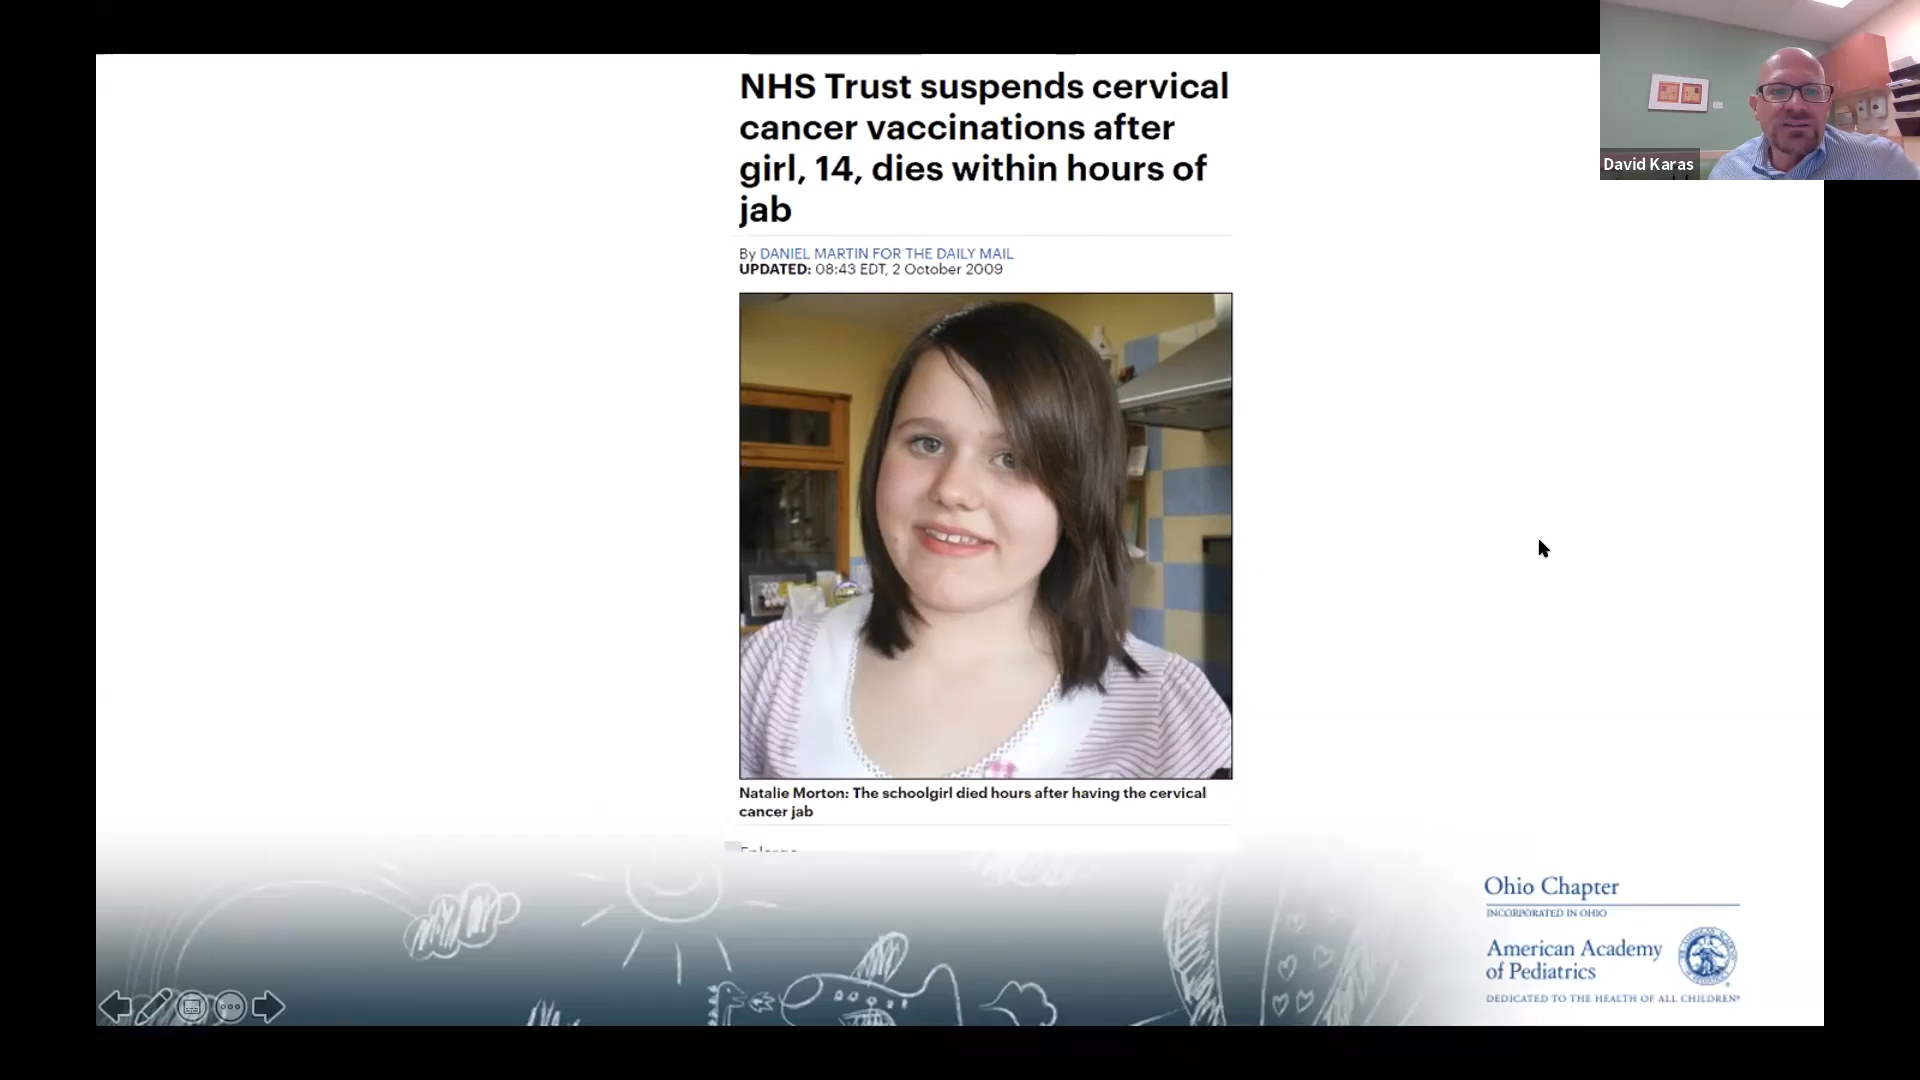 NHS Trust suspends cervical
cancer vaccinations after
girl, 14, dies within hours of
jab
By DANIEL MARTIN FOR THE DAILY MAIL
UPDATED: 08:43 EDT, 2 October 2009
Natalie Morton: The schoolgirl died hours after having the cervical
cancer jab
David Karas
Ohio Chapter
INCORPORATED IN OHIO
American Academy
of Pediatrics
DEDICATED TO THE HEALTH OF ALL CHILDREN®